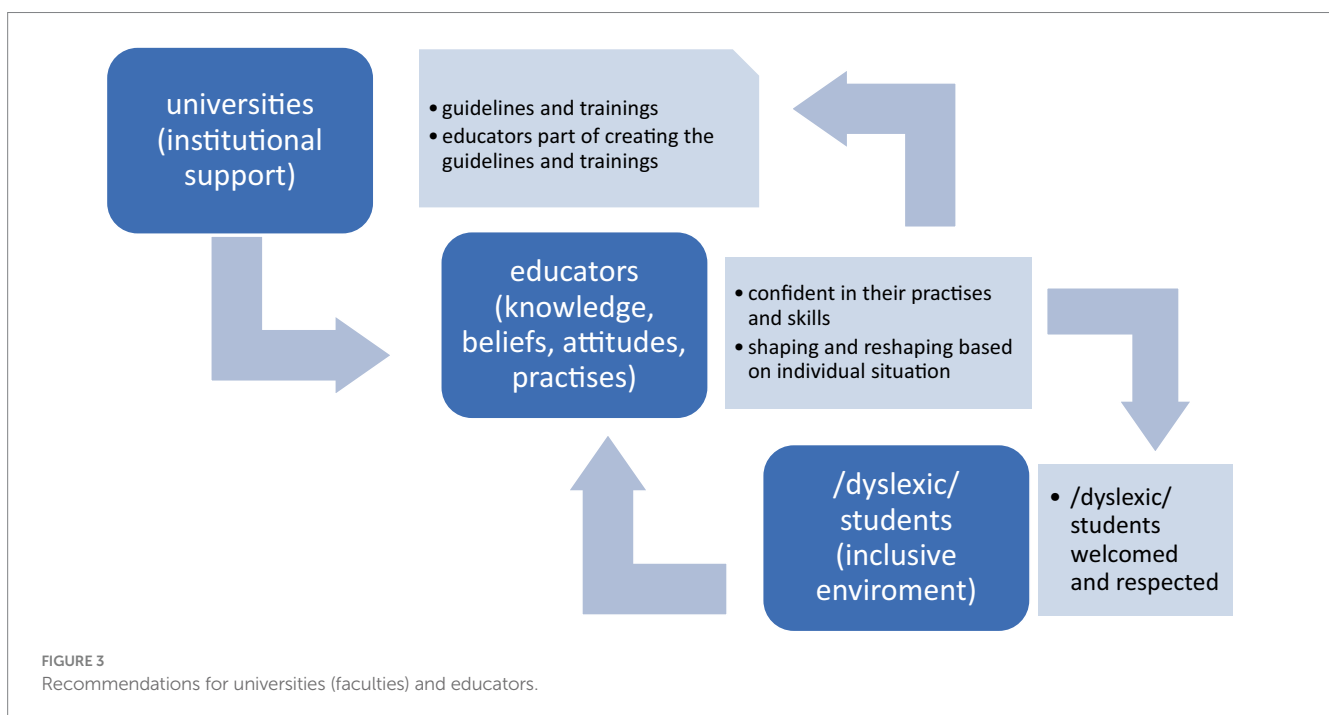 universities
(institutional
support)
• guidelines and trainings
• educators part of creating the
guidelines and trainings
educators
(knowledge,
beliefs, attitudes,
practises)
• confident in their practises
and skills
• shaping and reshaping based
on individual situation
/dyslexic/
students
(inclusive
enviroment)
• /dyslexic/
students
welcomed
and respected
FIGURE 3
Recommendations for universities (faculties) and educators.